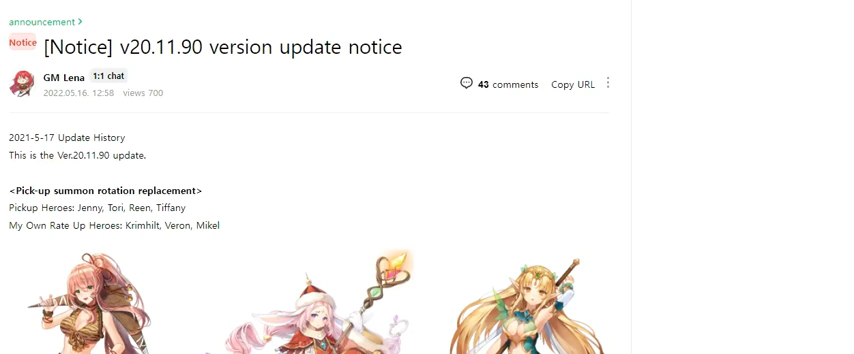 announcement >
Notice
[Notice] v20.11.90 version update notice
GM Lena 1:1 chat
2022.05.16. 12:58 views 700
43 comments Copy URL
2021-5-17 Update History
This is the Ver.20.11.90 update.
<Pick-up summon rotation replacement>
Pickup Heroes: Jenny, Tori, Reen, Tiffany
My Own Rate Up Heroes: Krimhilt, Veron, Mikel